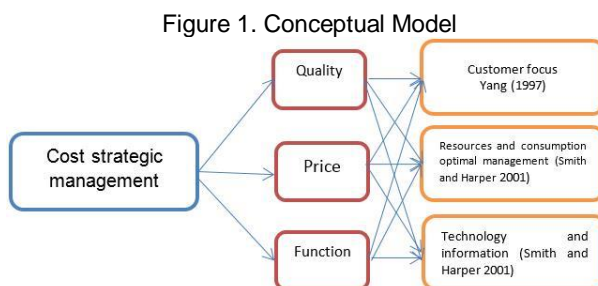 Figure 1. Conceptual Model
Quality
Customer focus
Yang (1997)
Cost strategic
management
Price
Resources and consumption
optimal management (Smith
and Harper 2001)
Function
Technology and
information (Smith and
Harper 2001)